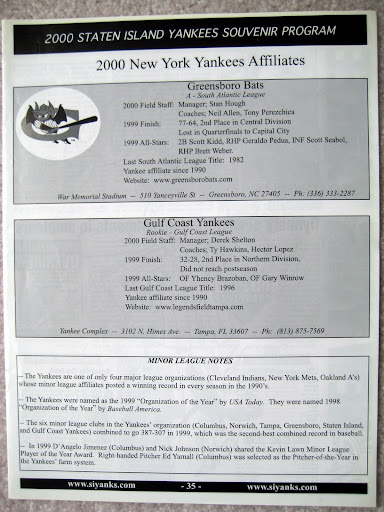 2000 STATEN ISLAND YANKEES SOUVENIR PROGRAM
2000 New York Yankees Affiliates
Greensboro Bats
A - South Atlantic League
2000 Field Staff: Manager; Stan Hough
Coaches; Neil Allen, Tony Perezchica
1999 Finish: 77-64, 2nd Place in Central Division
Lost in Quarterfinals to Capital City
1999 All-Stars: 2B Scott Kidd, RHP Geraldo Padua, INF Scott Seabol,
RHP Brett Weber.
Last South Atlantic League Title: 1982
Yankee affiliate since 1990
Website: www.greensborobats.com
War Memorial Stadium -- 510 Yanceyville St -- Greensboro, NC 27405 -- Ph: (336) 333-2287
Gulf Coast Yankees
Rookie - Gulf Coast League
2000 Field Staff: Manager; Derek Shelton
Coaches; Ty Hawkins, Hector Lopez
1999 Finish: 32-28, 2nd Place in Northern Division,
Did not reach postseason
1999 All-Stars: OF Yhency Brazoban, OF Gary Winrow
Last Gulf Coast League Title: 1996
Yankee affiliate since 1990
Website: www.legendsfieldtampa.com
Yankee Complex -- 3102 N. Himes Ave. -- Tampa, FL 33607 -- Ph: (813) 875-7569
MINOR LEAGUE NOTES
-- The Yankees are one of only four major league organizations (Cleveland Indians, New York Mets, Oakland A's)
whose minor league affiliates posted a winning record in every season in the 1990's.
-- The Yankees were named as the 1999 "Organization of the Year" by USA Today. They were named 1998
"Organization of the Year" by Baseball America.
-- The six minor league clubs in the Yankees' organization (Columbus, Norwich, Tampa, Greensboro, Staten Island,
and Gulf Coast Yankees) combined to go 387-307 in 1999, which was the second-best combined record in baseball.
-- In 1999 D'Angelo Jimenez (Columbus) and Nick Johnson (Norwich) shared the Kevin Lawn Minor League
Player of the Year Award. Right-handed Pitcher Ed Yarnall (Columbus) was selected as the Pitcher-of-the-Year in
the Yankees' farm system.
www.siyanks.com - 35 - www.siyanks.com